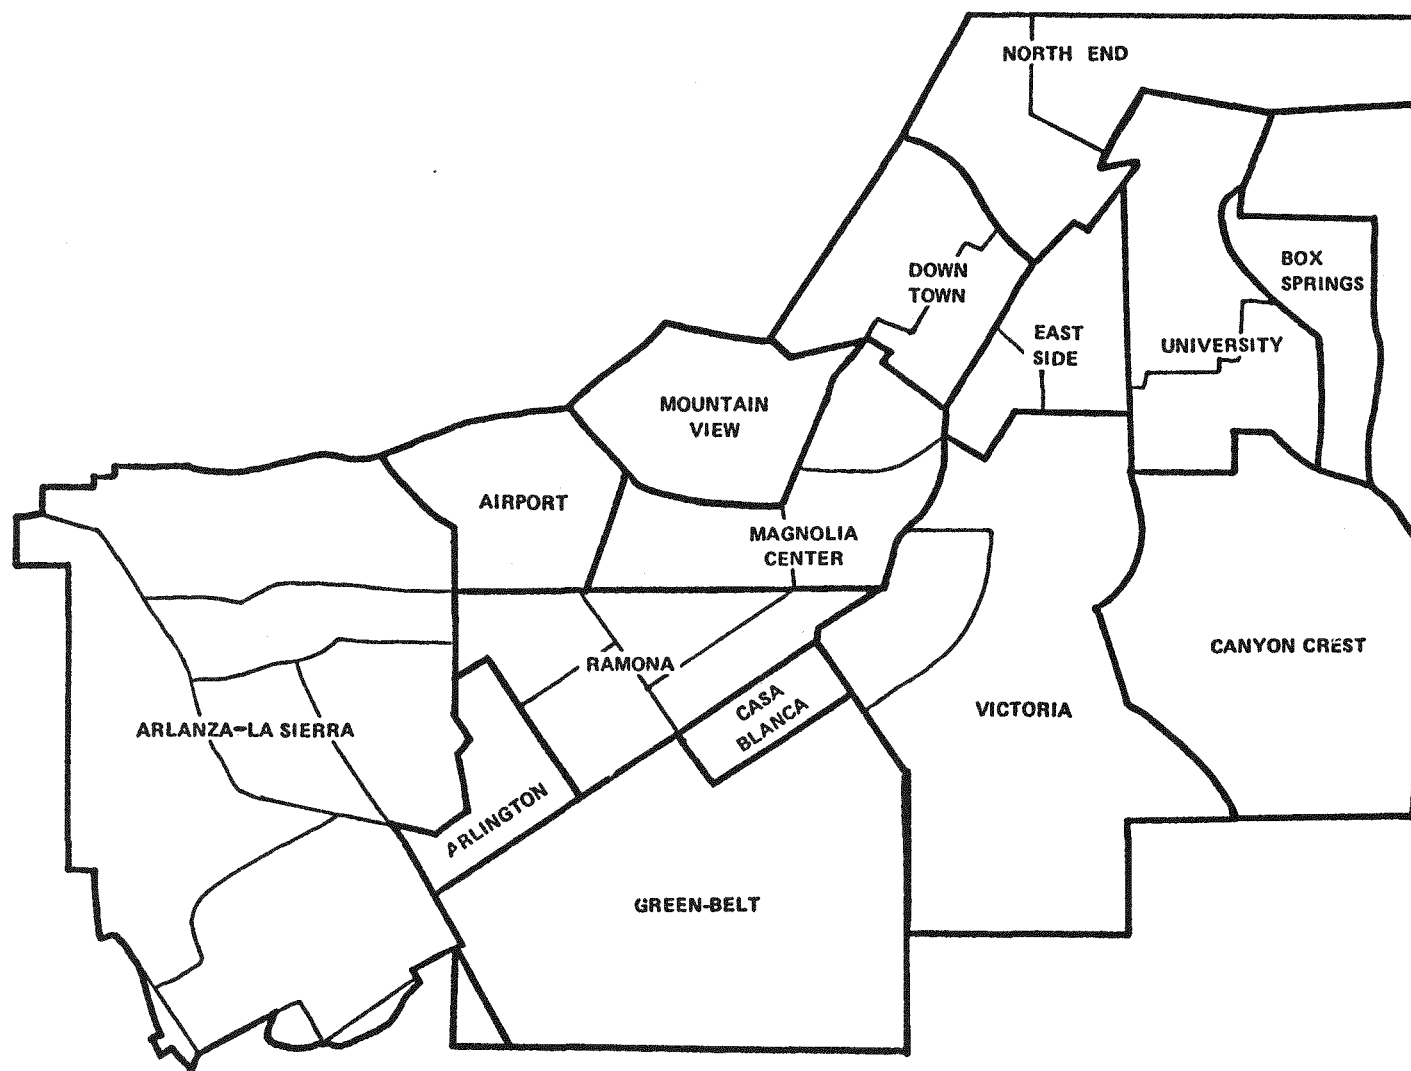 NORTH END
DOWN
TOWN
BOX
SPRINGS
EAST
SIDE
UNIVERSITY
MOUNTAIN
VIEW
AIRPORT
MAGNOLIA
CENTER
CANYON CREST
RAMONA
CASA
BLANCA
VICTORIA
ARLANZA-LA SIERRA
ARLINGTON
GREEN-BELT